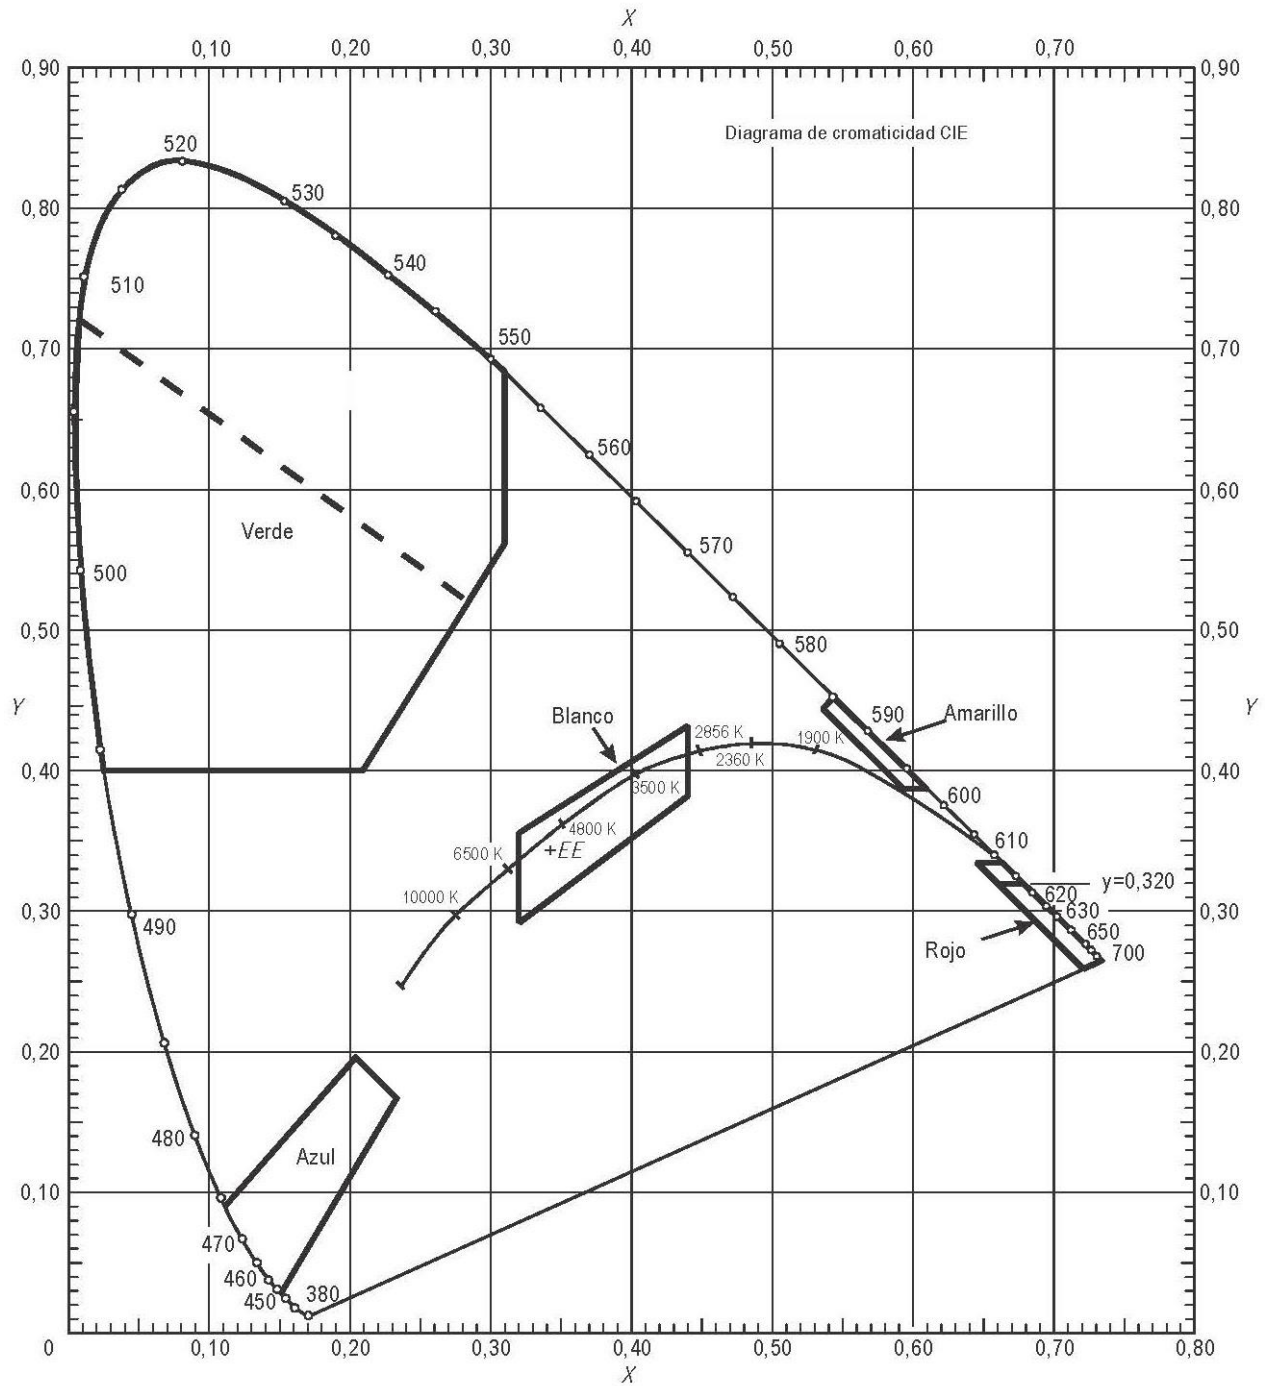 X
0,10 0,20 0,30 0,40 0,50 0,60 0,70
0,90 0,90
Diagrama de cromaticidad CIE
520
530
0,80 0,80
540
510
550
0,70 0,70
560
0,60 0,60
Verde
570
500
0,50 0,50
580
Y Blanco 590 Amarillo Y
2856 K 1900 K
2360 K
0,40 0,40
3500 K 600
4800 K 610
6500 K +EE
y=0,320
10000 K 620
0,30 630 0,30
490 650
Rojo 700
0,20 0,20
480
Azul
0,10 0,10
470
460
450 380
0 0,10 0,20 0,30 0,40 0,50 0,60 0,70 0,80
X